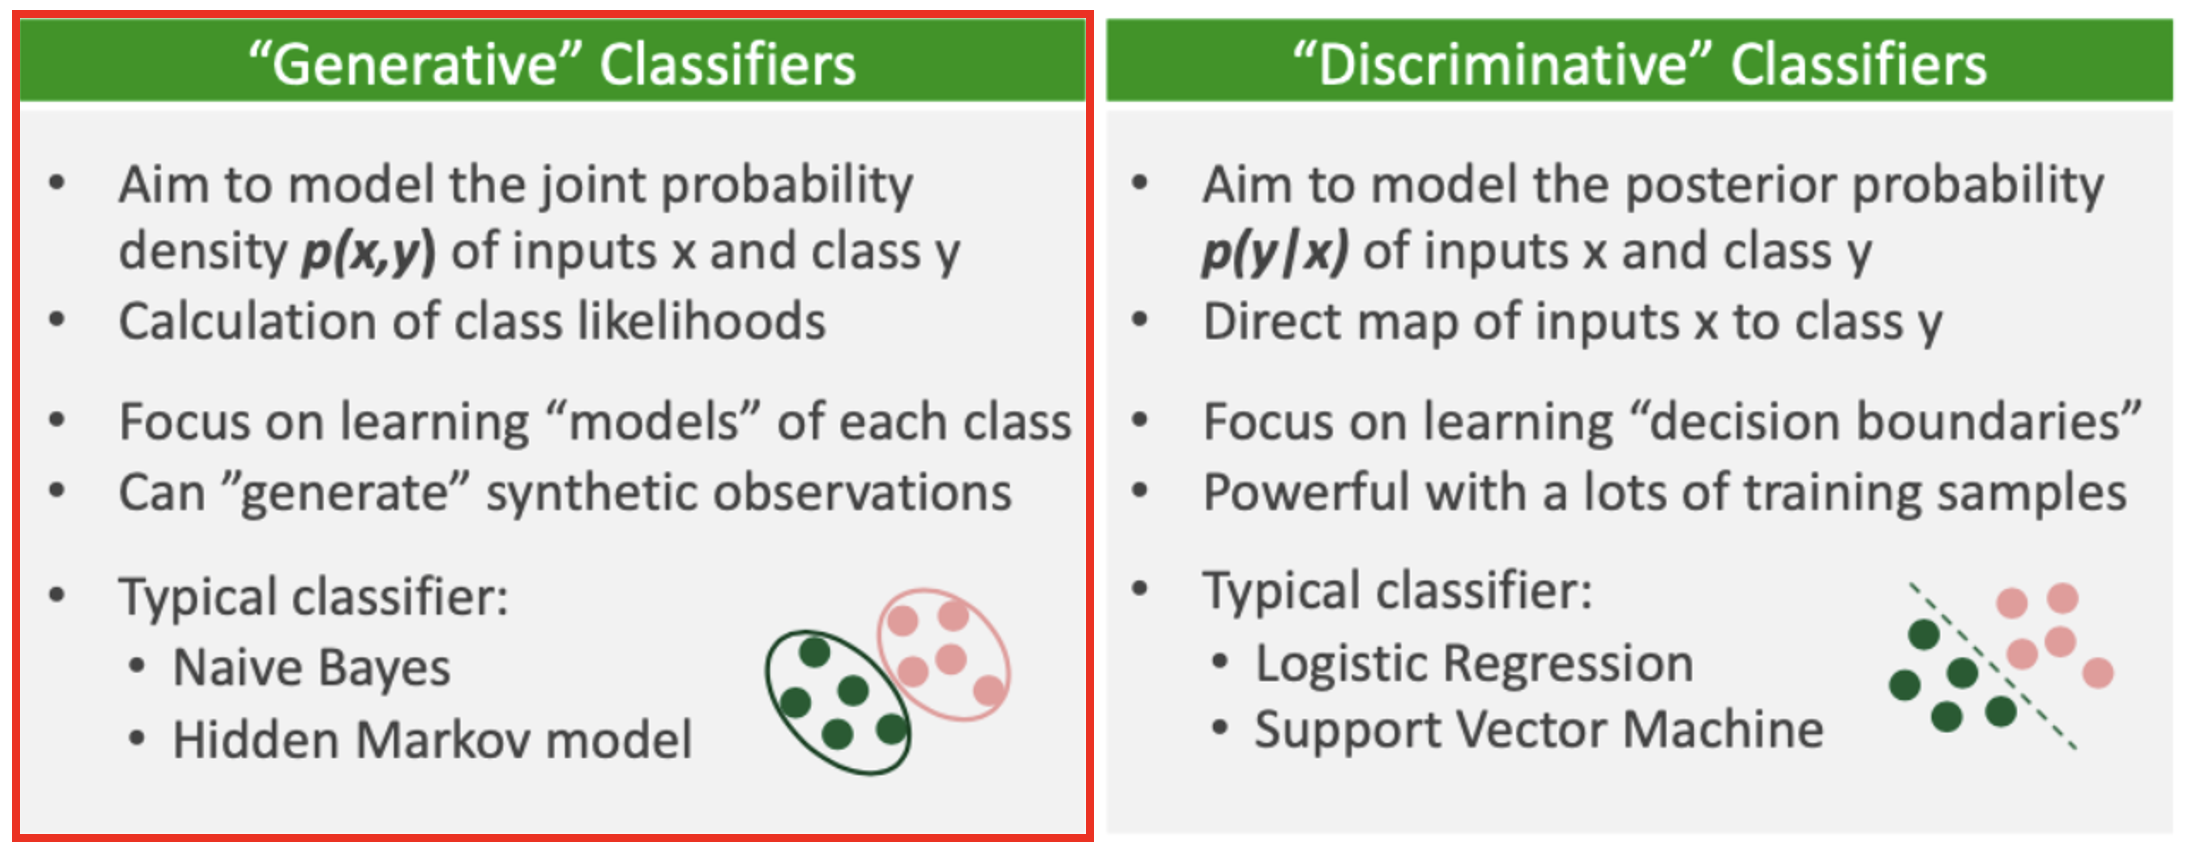 “Generative” Classifiers
• Aim to model the joint probability
density p(x,y) of inputs x and class y
• Calculation of class likelihoods
• Focus on learning “models” of each class
• Can ”generate” synthetic observations
• Typical classifier:
• Naive Bayes
• Hidden Markov model
“Discriminative” Classifiers
• Aim to model the posterior probability
p(y|x) of inputs x and class y
• Direct map of inputs x to class y
• Focus on learning “decision boundaries”
• Powerful with a lots of training samples
• Typical classifier:
• Logistic Regression
• Support Vector Machine